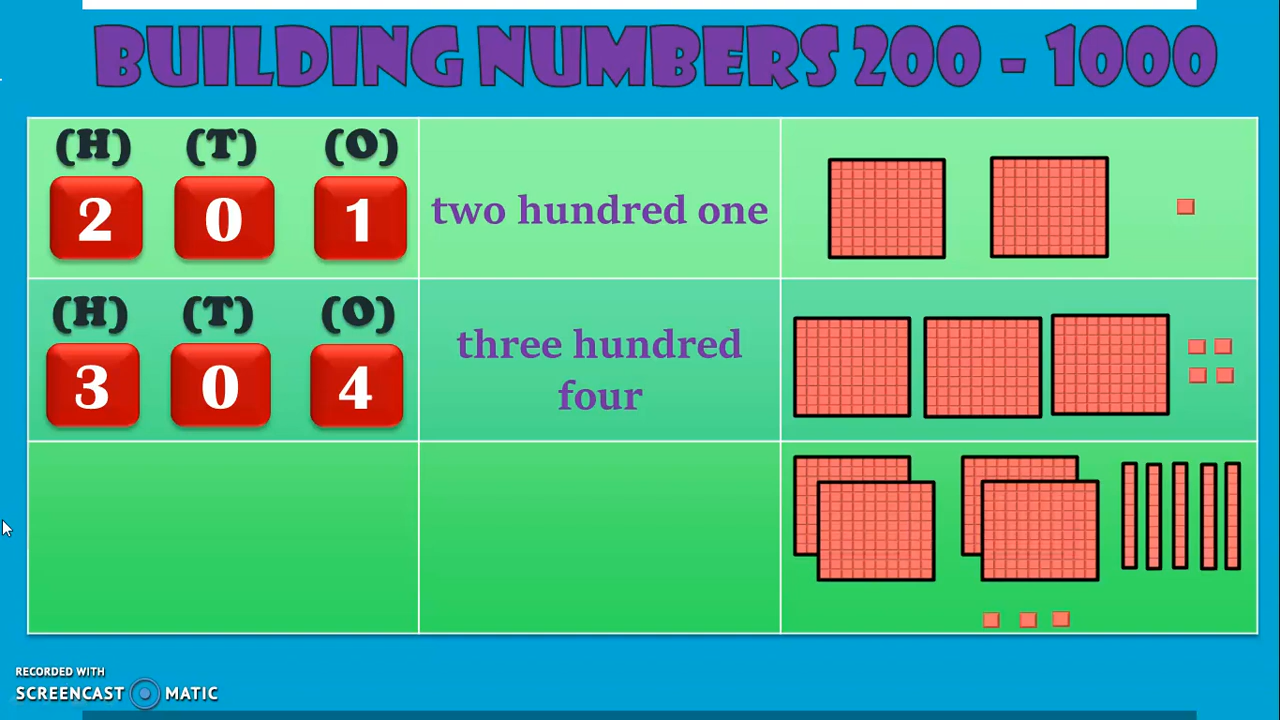 BUILDING NUMBERS 200 - 1000
(H) (T) (O)
2 0 1
two hundred one
(H) (T) (O)
3 0 4
three hundred
four
RECORDED WITH
SCREENCAST MATIC